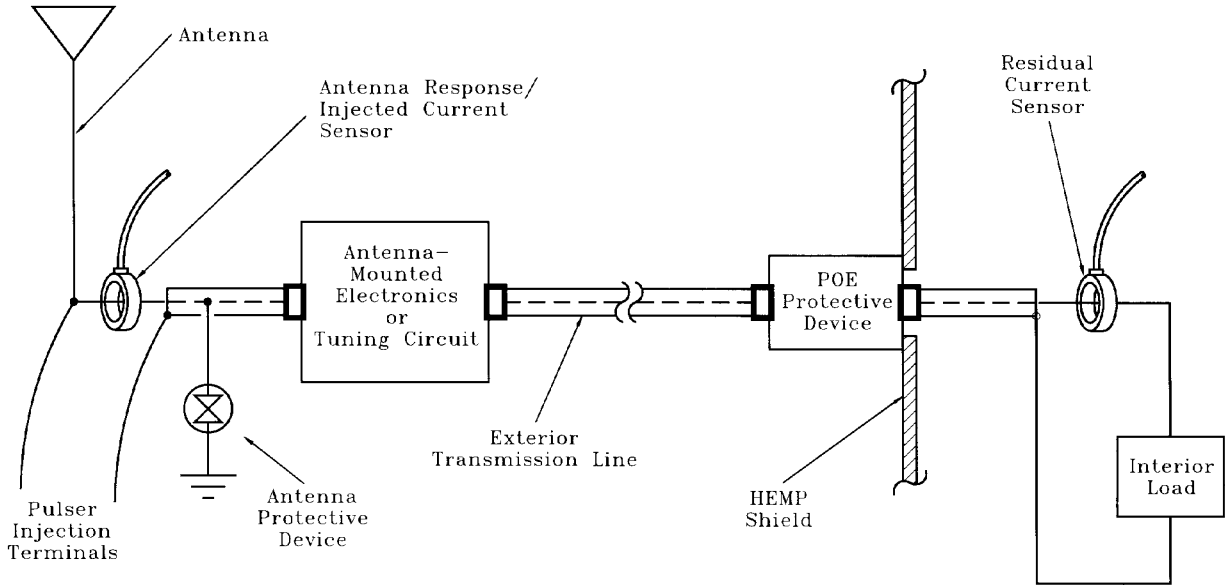 Antenna
Antenna Response/
Injected Current
Sensor
Residual
Current
Sensor
Antenna-
Mounted
Electronics
or
Tuning Circuit
POE
Protective
Device
Exterior
Transmission Line
Interior
Load
Pulser
Injection
Terminals
Antenna
Protective
Device
HEMP
Shield